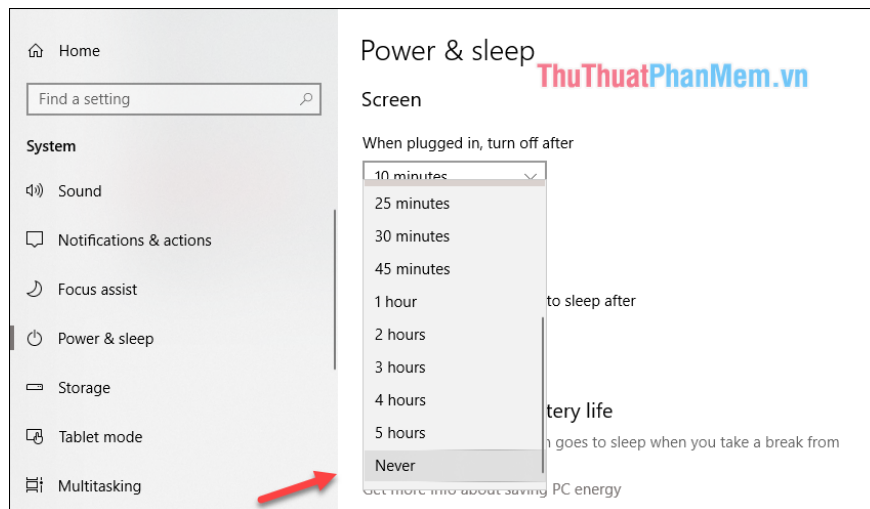 Home
Find a setting
System
Sound
Notifications & actions
Focus assist
Power & sleep
Storage
Tablet mode
Multitasking
Power & sleep
ThuThuatPhanMem.vn
Screen
When plugged in, turn off after
10 minutes
25 minutes
30 minutes
45 minutes
1 hour
to sleep after
2 hours
3 hours
4 hours
tery life
5 hours
goes to sleep when you take a break from
Never
Get more info about saving PC energy